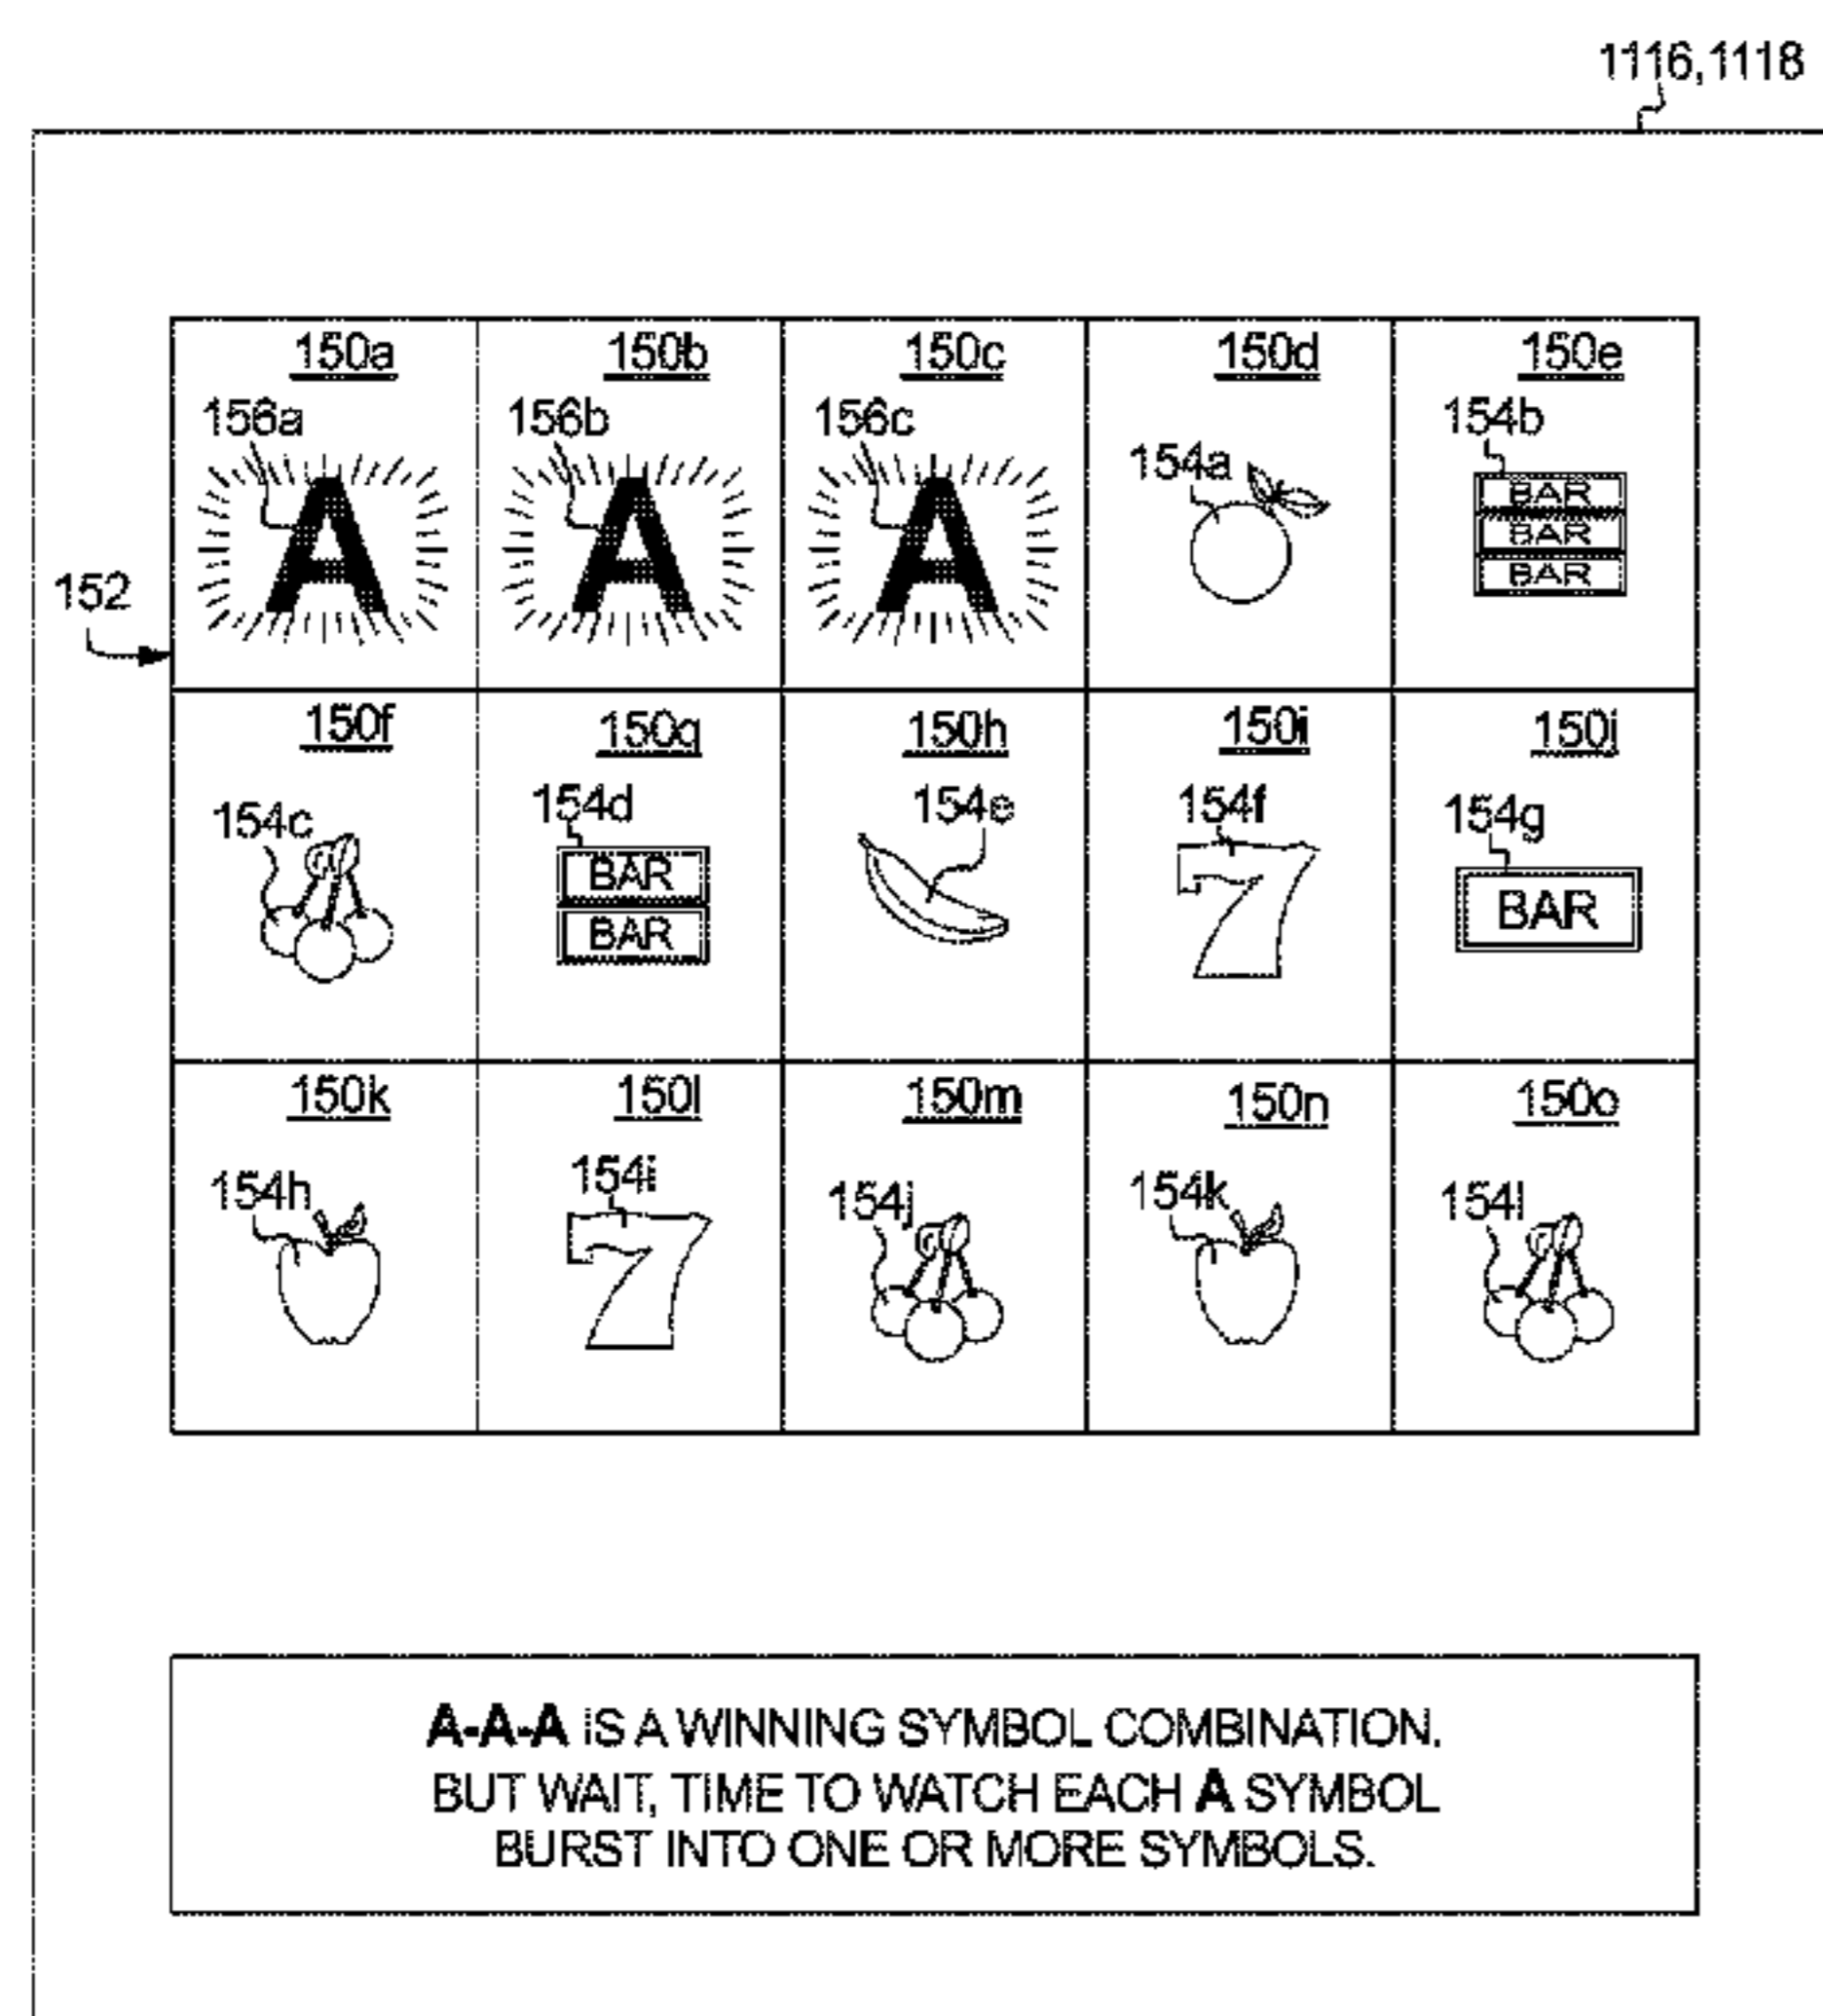 1116,1118
150a 150b 150c 150d 150e
156a 156b 156c 154a 154b
A A A
BAR
BAR
BAR
152
150f 150g 150h 150i 150j
154c 154d 154e 154f 154g
BAR
BAR
7
BAR
150k 150l 150m 150n 150o
154h 154i 154j 154k 154l
7
A-A-A IS A WINNING SYMBOL COMBINATION.
BUT WAIT, TIME TO WATCH EACH A SYMBOL
BURST INTO ONE OR MORE SYMBOLS.